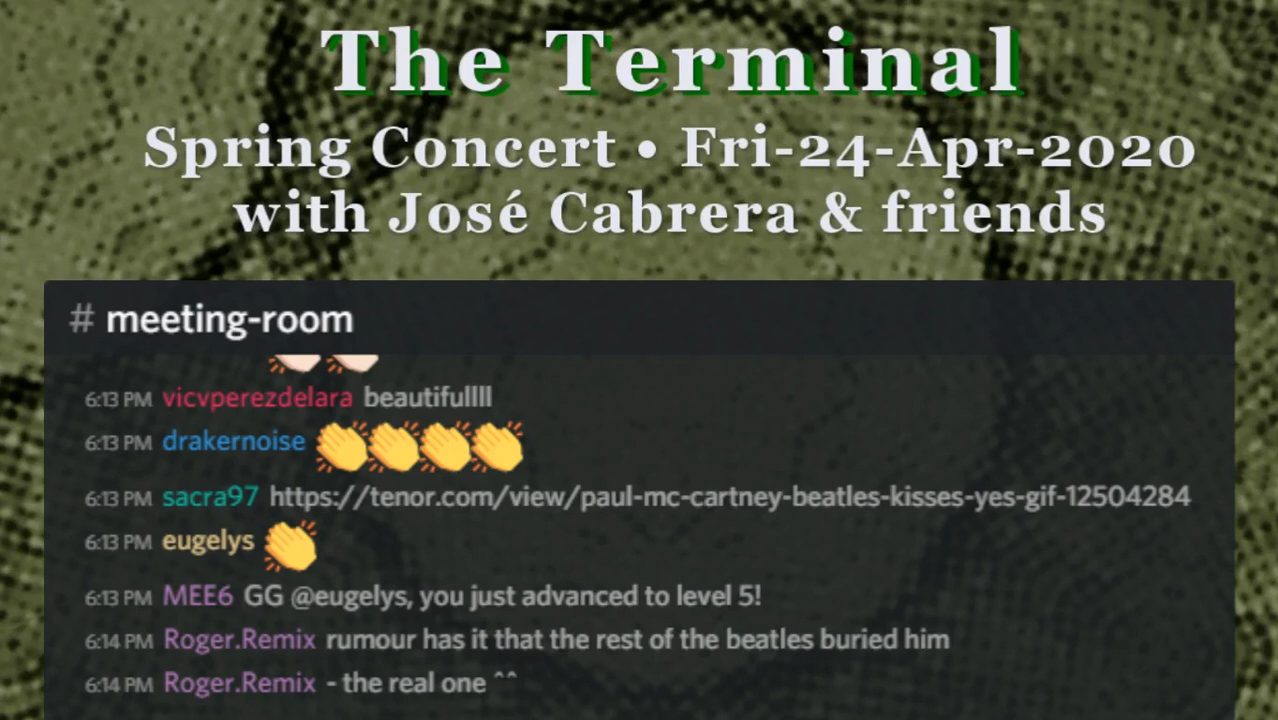 The Terminal
Spring Concert • Fri-24-Apr-2020
with José Cabrera & friends
# meeting-room
6:13 PM vicvperezdelara beautifullll
6:13 PM drakernoise 👏👏👏👏
6:13 PM sacra97 https://tenor.com/view/paul-mc-cartney-beatles-kisses-yes-gif-12504284
6:13 PM eugelys 👏
6:13 PM MEE6 GG @eugelys, you just advanced to level 5!
6:14 PM Roger.Remix rumour has it that the rest of the beatles buried him
6:14 PM Roger.Remix - the real one ^^